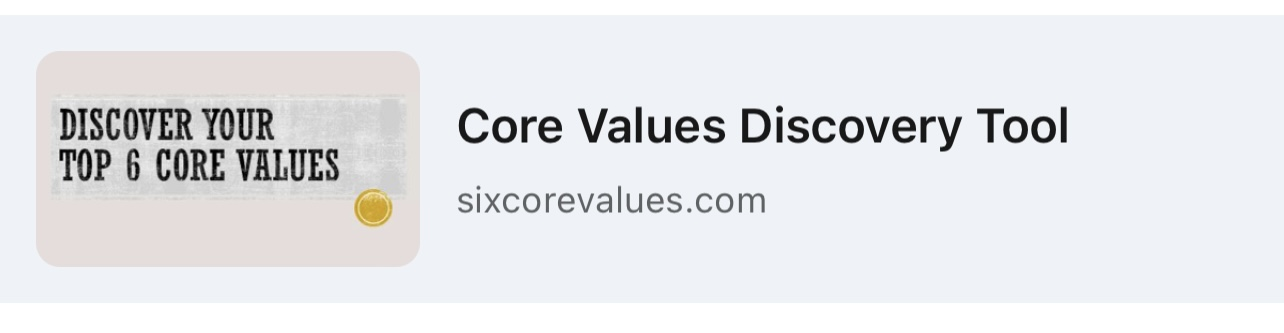 DISCOVER YOUR
TOP 6 CORE VALUES
Core Values Discovery Tool
sixcorevalues.com